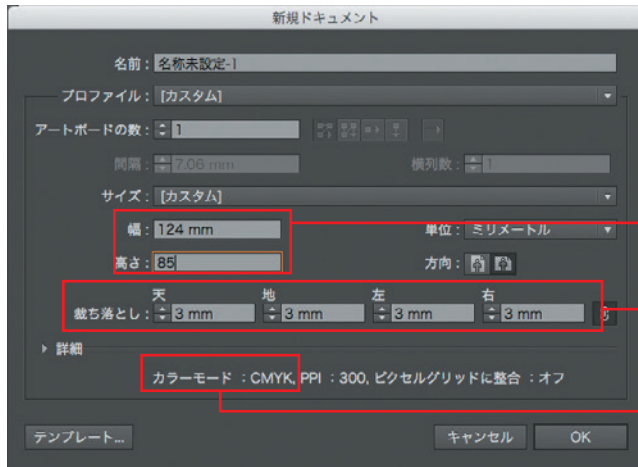 新規ドキュメント
名前：名称未設定-1
プロファイル：[カスタム]
アートボードの数：1
間隔：7.06 mm 横列数：1
サイズ：[カスタム]
幅：124 mm 単位：ミリメートル
高さ：85 方向：
天 地 左 右
裁ち落とし：3 mm 3 mm 3 mm 3 mm
詳細
カラーモード ：CMYK, PPI ：300, ピクセルグリッドに整合 ：オフ
テンプレート... キャンセル OK